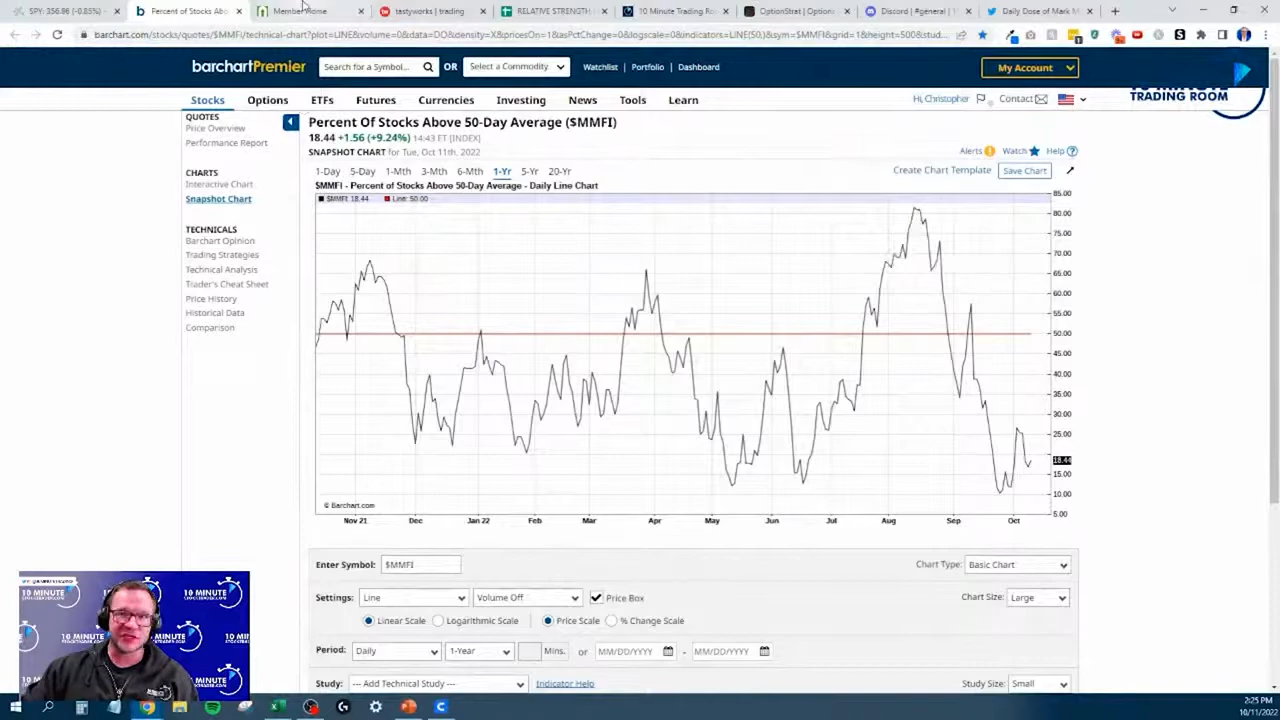 SPY: 356.96 (-0.85%)
Percent of Stocks Abo
Member Home
tastyworks | trading
RELATIVE STRENGTH
10 Minute Trading Ro
OptionStrat | Options
Discord | #general | 1
Daily Dose of Mark M
barchart.com/stocks/quotes/$MMFI/technical-chart?plot=LINE&volume=0&data=DO&density=X&pricesOn=1&asPctChange=0&logscale=0&indicators=LINE(50,)&sym=$MMFI&grid=1&height=500&stud...
barchartPremier
Search for a Symbol...
OR
Select a Commodity...
Watchlist
Portfolio
Dashboard
My Account
10 MINUTE
TRADING ROOM
Stocks
Options
ETFs
Futures
Currencies
Investing
News
Tools
Learn
Hi, Christopher
Contact
QUOTES
Price Overview
Performance Report
CHARTS
Interactive Chart
Snapshot Chart
TECHNICALS
Barchart Opinion
Trading Strategies
Technical Analysis
Trader's Cheat Sheet
Price History
Historical Data
Comparison
Percent Of Stocks Above 50-Day Average ($MMFI)
18.44 +1.56 (+9.24%) 14:43 ET [INDEX]
SNAPSHOT CHART for Tue, Oct 11th, 2022
Alerts
Watch
Help
1-Day 5-Day 1-Mth 3-Mth 6-Mth 1-Yr 5-Yr 20-Yr
Create Chart Template
Save Chart
$MMFI - Percent of Stocks Above 50-Day Average - Daily Line Chart
$MMFI: 18.44
Line: 50.00
85.00
80.00
75.00
70.00
65.00
60.00
55.00
50.00
45.00
40.00
35.00
30.00
25.00
18.44
15.00
10.00
5.00
© Barchart.com
Nov 21 Dec Jan 22 Feb Mar Apr May Jun Jul Aug Sep Oct
Enter Symbol: $MMFI
Chart Type: Basic Chart
Settings: Line
Volume Off
Price Box
Chart Size: Large
Linear Scale
Logarithmic Scale
Price Scale
% Change Scale
Period: Daily
1-Year
Mins. or MM/DD/YYYY - MM/DD/YYYY
Study: --- Add Technical Study ---
Indicator Help
Study Size: Small
10 MINUTE
10 MINUTE
10 MINUTE
2:25 PM
10/11/2022